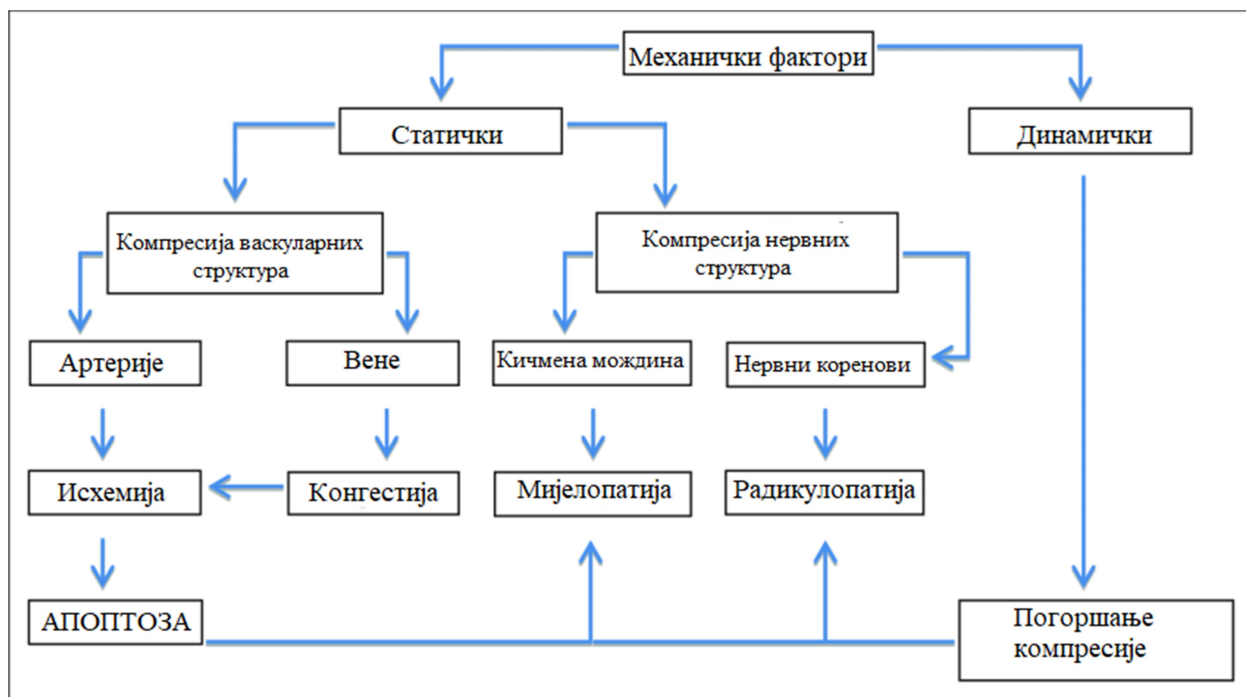 Механички фактори
Статички
Динамички
Компресија васкуларних
структура
Компресија нервних
структура
Артерије
Вене
Кичмена мождина
Нервни коренови
Исхемија
Конгестија
Мијелопатија
Радикулопатија
АПОПТОЗА
Погоршање
компресије